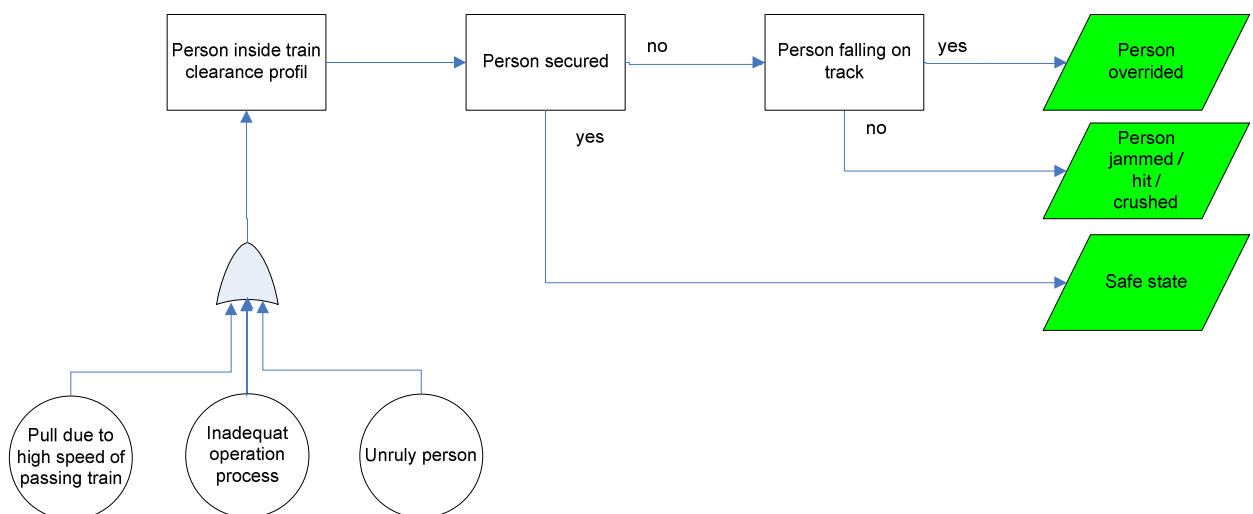 Person inside train
clearance profil
Person secured
no
Person falling on
track
yes
Person
overrided
yes
no
Person
jammed /
hit /
crushed
Safe state
Pull due to
high speed of
passing train
Inadequat
operation
process
Unruly person